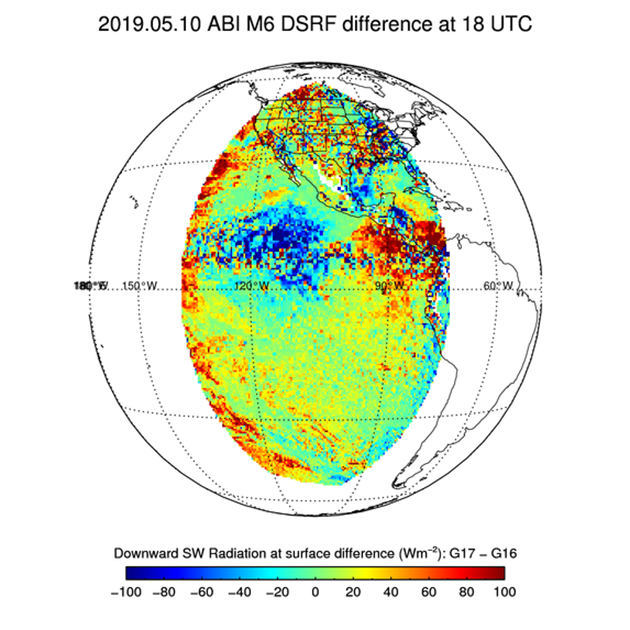 2019.05.10 ABI M6 DSRF difference at 18 UTC
150°W 120°W 90°W 60°W
Downward SW Radiation at surface difference (Wm⁻²): G17 − G16
−100 −80 −60 −40 −20 0 20 40 60 80 100